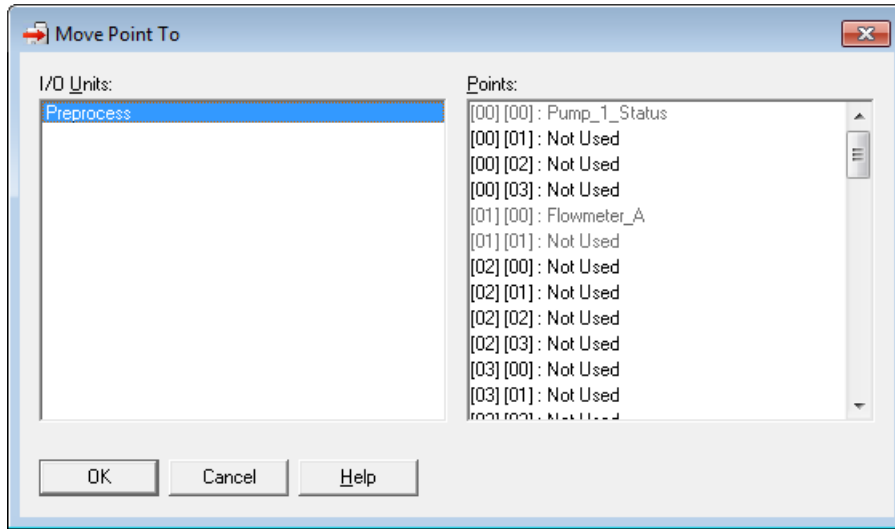 Move Point To
I/O Units:
Preprocess
Points:
[00] [00] : Pump_1_Status
[00] [01] : Not Used
[00] [02] : Not Used
[00] [03] : Not Used
[01] [00] : Flowmeter_A
[01] [01] : Not Used
[02] [00] : Not Used
[02] [01] : Not Used
[02] [02] : Not Used
[02] [03] : Not Used
[03] [00] : Not Used
[03] [01] : Not Used
OK
Cancel
Help